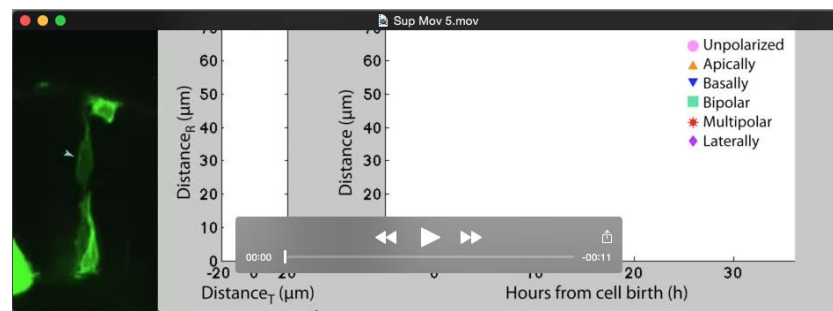 Sup Mov 5.mov
60
50
40
30
20
10
0
-20 0 20
Distance_R (µm)
Distance_T (µm)
60
50
40
30
20
Distance (µm)
0 10 20 30
Hours from cell birth (h)
Unpolarized
Apically
Basally
Bipolar
Multipolar
Laterally
00:00
-00:11